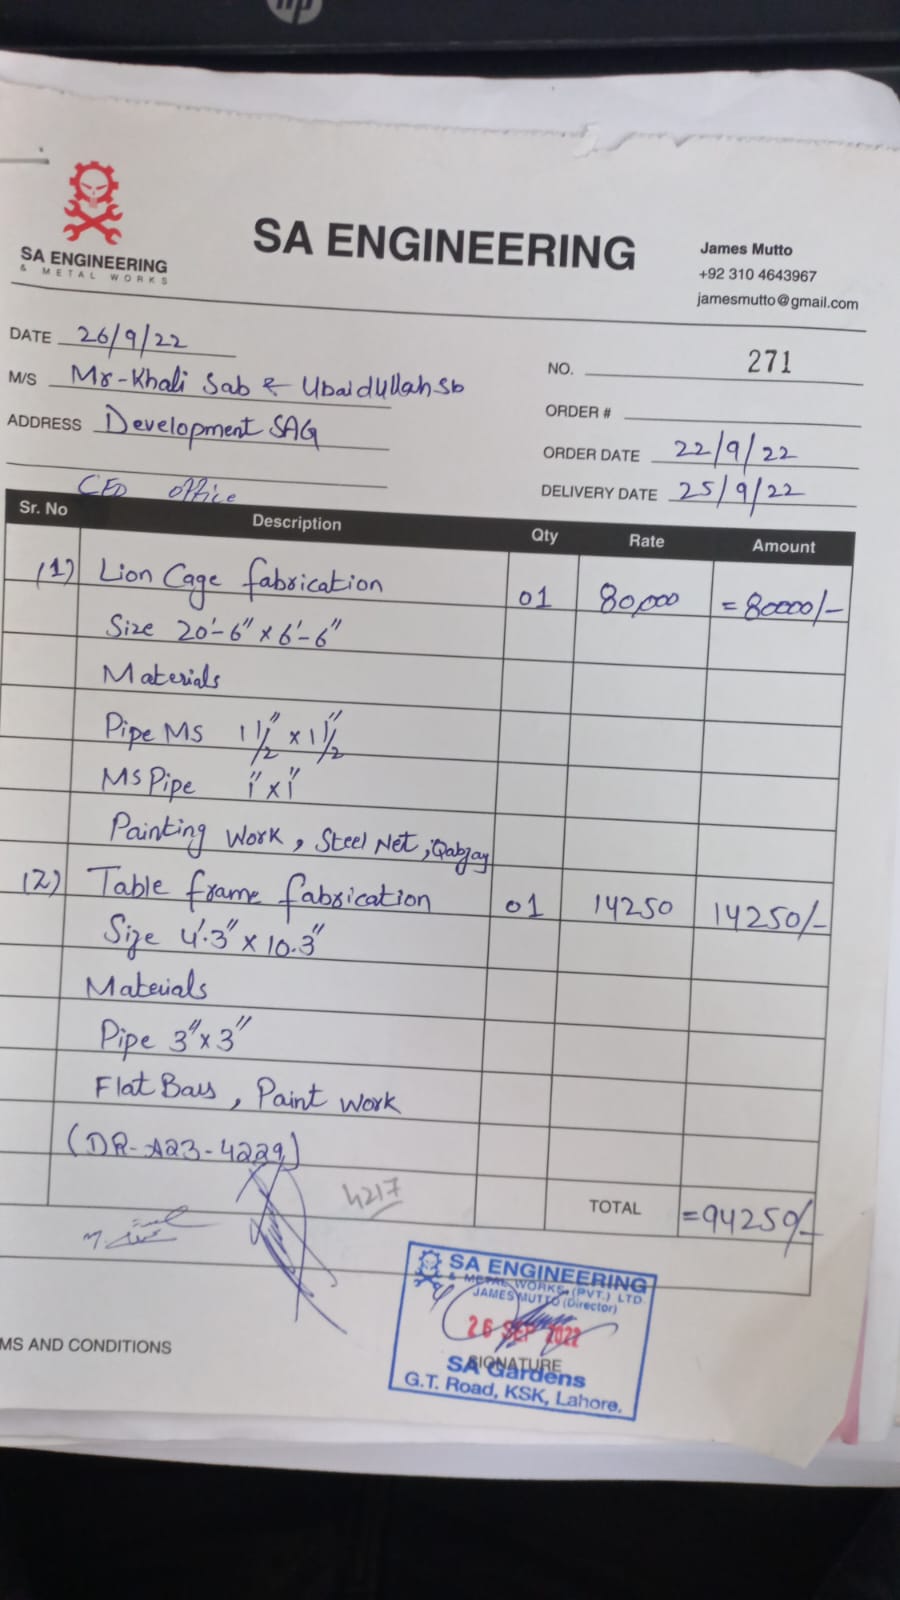 hp
SA ENGINEERING
& METAL WORKS
SA ENGINEERING
James Mutto
+92 310 4643967
jamesmutto@gmail.com
DATE 26/9/22
M/S Mr-Khali Sab & Ubaidullah Sb
ADDRESS Development SAG
CEO office
NO. 271
ORDER #
ORDER DATE 22/9/22
DELIVERY DATE 25/9/22
Sr. No Description Qty Rate Amount
(1) Lion Cage fabrication 01 80,000 =80000/-
Size 20'-6" x 6'-6"
Materials
Pipe MS 1 1/2" x 1 1/2"
MS Pipe 1" x 1"
Painting Work, Steel Net, Qabzay
(2) Table frame fabrication 01 14250 14250/-
Size 4'.3" x 10.3"
Materials
Pipe 3" x 3"
Flat Bars, Paint Work
(DR-A23-4229)
4217
TOTAL =94250/-
SA ENGINEERING
& METAL WORKS (PVT.) LTD
JAMES MUTTO (Director)
26 SEP 2022
SIGNATURE
SA Gardens
G.T. Road, KSK, Lahore.
MS AND CONDITIONS